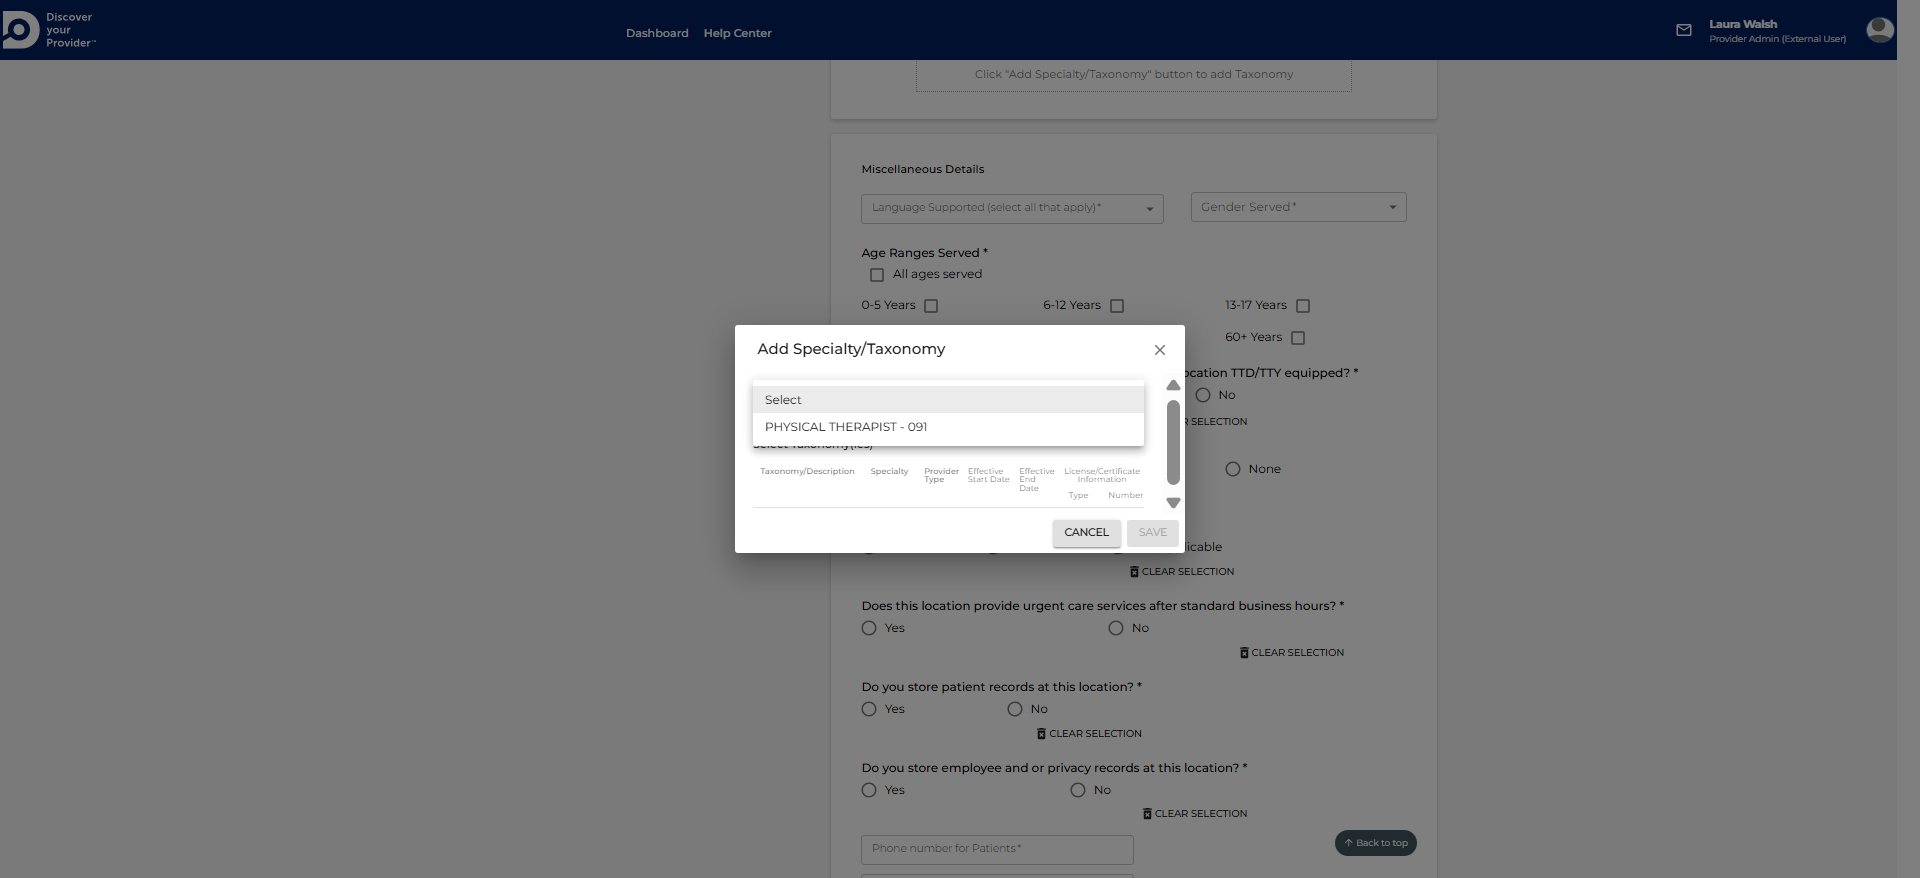 Discover
your
Provider™
Dashboard
Help Center
Laura Walsh
Provider Admin (External User)
Click "Add Specialty/Taxonomy" button to add Taxonomy
Miscellaneous Details
Language Supported (select all that apply)*
Gender Served*
Age Ranges Served *
All ages served
0-5 Years
6-12 Years
13-17 Years
60+ Years
Add Specialty/Taxonomy
ocation TTD/TTY equipped? *
No
Select
R SELECTION
PHYSICAL THERAPIST - 091
Select Taxonomy(ies)
None
Taxonomy/Description
Specialty
Provider
Type
Effective
Start Date
Effective
End
Date
License/Certificate
Information
Type
Number
CANCEL
SAVE
licable
CLEAR SELECTION
Does this location provide urgent care services after standard business hours? *
Yes
No
CLEAR SELECTION
Do you store patient records at this location? *
Yes
No
CLEAR SELECTION
Do you store employee and or privacy records at this location? *
Yes
No
CLEAR SELECTION
Phone number for Patients*
Back to top